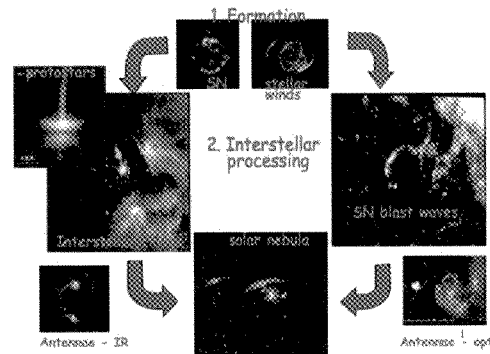 1. Formation
-protostars
SN
stellar
winds
2. Interstellar
processing
SN blast waves
solar nebula
Antennae - IR
Antennae - opt